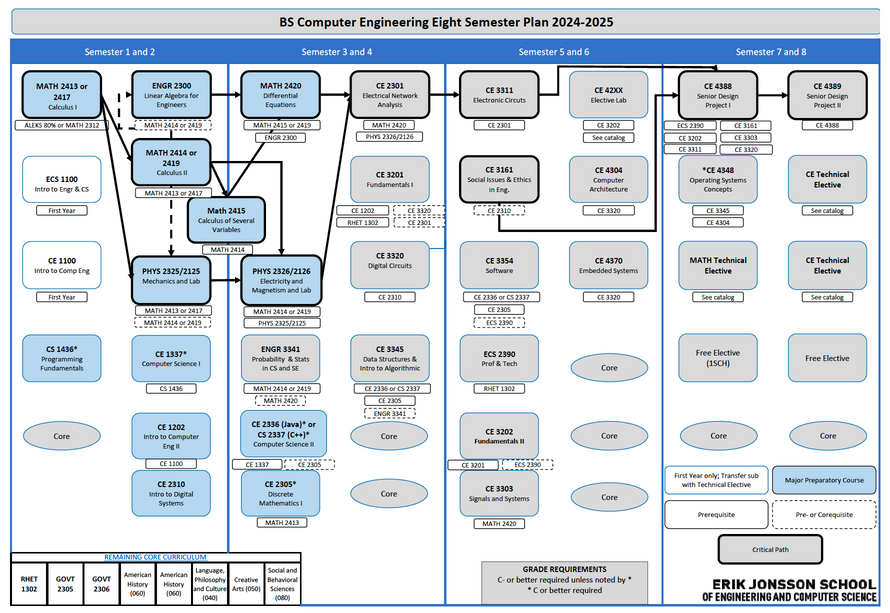 BS Computer Engineering Eight Semester Plan 2024-2025
Semester 1 and 2
Semester 3 and 4
Semester 5 and 6
Semester 7 and 8
MATH 2413 or
2417
Calculus I
ALEKS 80% or MATH 2312
ECS 1100
Intro to Engr & CS
First Year
CE 1100
Intro to Comp Eng
First Year
CS 1436*
Programming
Fundamentals
Core
ENGR 2300
Linear Algebra for
Engineers
MATH 2414 or 2419
MATH 2414 or
2419
Calculus II
MATH 2413 or 2417
PHYS 2325/2125
Mechanics and Lab
MATH 2413 or 2417
MATH 2414 or 2419
CE 1337*
Computer Science I
CS 1436
CE 1202
Intro to Computer
Eng II
CE 1100
CE 2310
Intro to Digital
Systems
MATH 2420
Differential
Equations
MATH 2415 or 2419
ENGR 2300
Math 2415
Calculus of Several
Variables
MATH 2414
PHYS 2326/2126
Electricity and
Magnetism and Lab
MATH 2414 or 2419
PHYS 2325/2125
ENGR 3341
Probability & Stats
in CS and SE
MATH 2414 or 2419
MATH 2420
CE 2336 (Java)* or
CS 2337 (C++)*
Computer Science II
CE 1337
CE 2305
CE 2305*
Discrete
Mathematics I
MATH 2413
CE 2301
Electrical Network
Analysis
MATH 2420
PHYS 2326/2126
CE 3201
Fundamentals I
CE 1202
CE 3320
RHET 1302
CE 2301
CE 3320
Digital Circuits
CE 2310
CE 3345
Data Structures &
Intro to Algorithmic
CE 2336 or CS 2337
CE 2305
ENGR 3341
Core
Core
CE 3311
Electronic Circuts
CE 2301
CE 3161
Social Issues & Ethics
in Eng.
CE 2310
CE 3354
Software
CE 2336 or CS 2337
CE 2305
ECS 2390
ECS 2390
Prof & Tech
RHET 1302
CE 3202
Fundamentals II
CE 3201
ECS 2390
CE 3303
Signals and Systems
MATH 2420
CE 42XX
Elective Lab
CE 3202
See catalog
CE 4304
Computer
Architecture
CE 3320
CE 4370
Embedded Systems
CE 3320
Core
Core
Core
CE 4388
Senior Design
Project I
ECS 2390
CE 3161
CE 3202
CE 3303
CE 3311
CE 3320
*CE 4348
Operating Systems
Concepts
CE 3345
CE 4304
MATH Technical
Elective
See catalog
Free Elective
(1SCH)
Core
CE 4389
Senior Design
Project II
CE 4388
CE Technical
Elective
See catalog
CE Technical
Elective
See catalog
Free Elective
Core
First Year only; Transfer sub
with Technical Elective
Major Preparatory Course
Prerequisite
Pre- or Corequisite
Critical Path
REMAINING CORE CURRICULUM
RHET
1302
GOVT
2305
GOVT
2306
American
History
(060)
American
History
(060)
Language,
Philosophy
and Culture
(040)
Creative
Arts (050)
Social and
Behavioral
Sciences
(080)
GRADE REQUIREMENTS
C- or better required unless noted by *
* C or better required
ERIK JONSSON SCHOOL
OF ENGINEERING AND COMPUTER SCIENCE